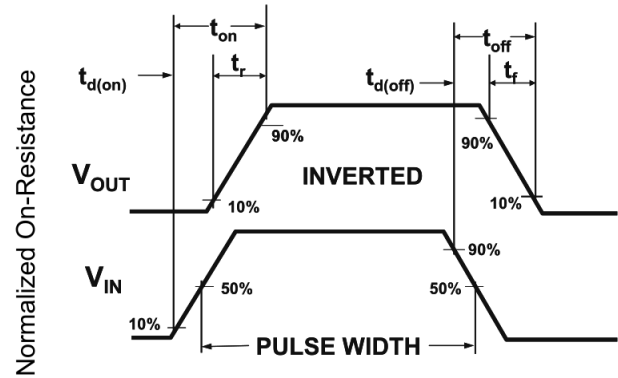 Normalized On-Resistance
t_on
t_off
t_d(on)
t_r
t_d(off)
t_f
90%
90%
V_OUT
INVERTED
10%
10%
90%
V_IN
50%
50%
10%
PULSE WIDTH